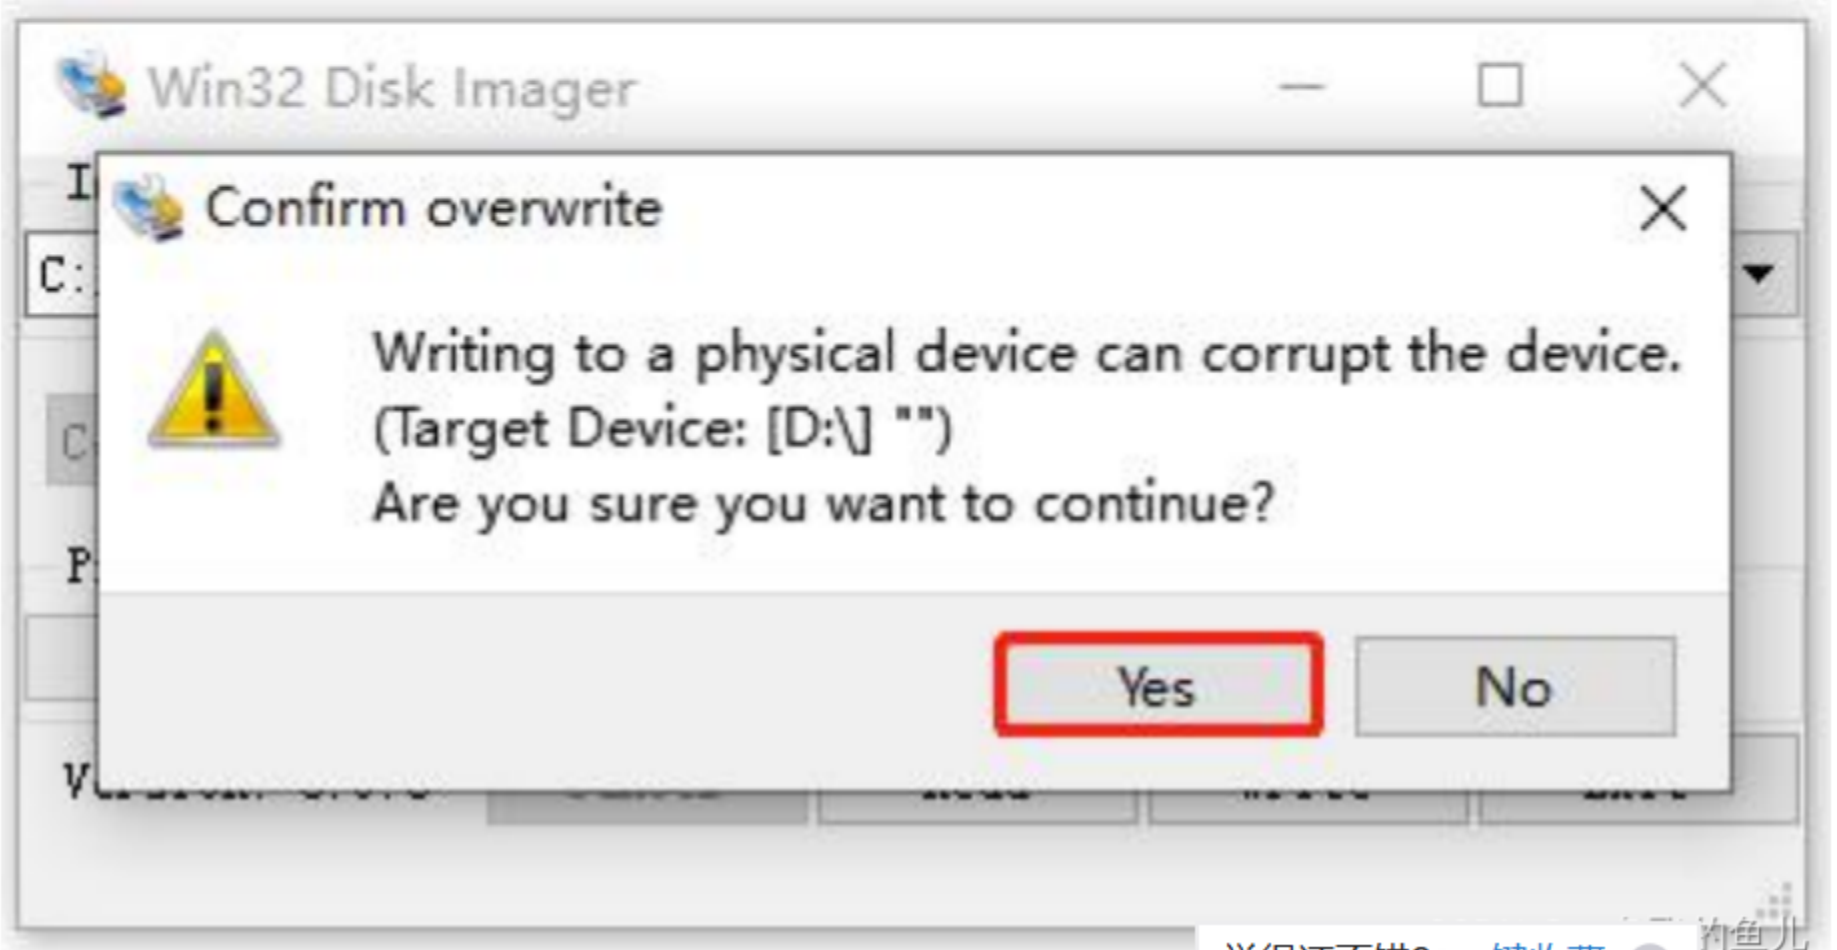 Win32 Disk Imager
Confirm overwrite
C:
Writing to a physical device can corrupt the device.
(Target Device: [D:\] "")
Are you sure you want to continue?
Yes
No